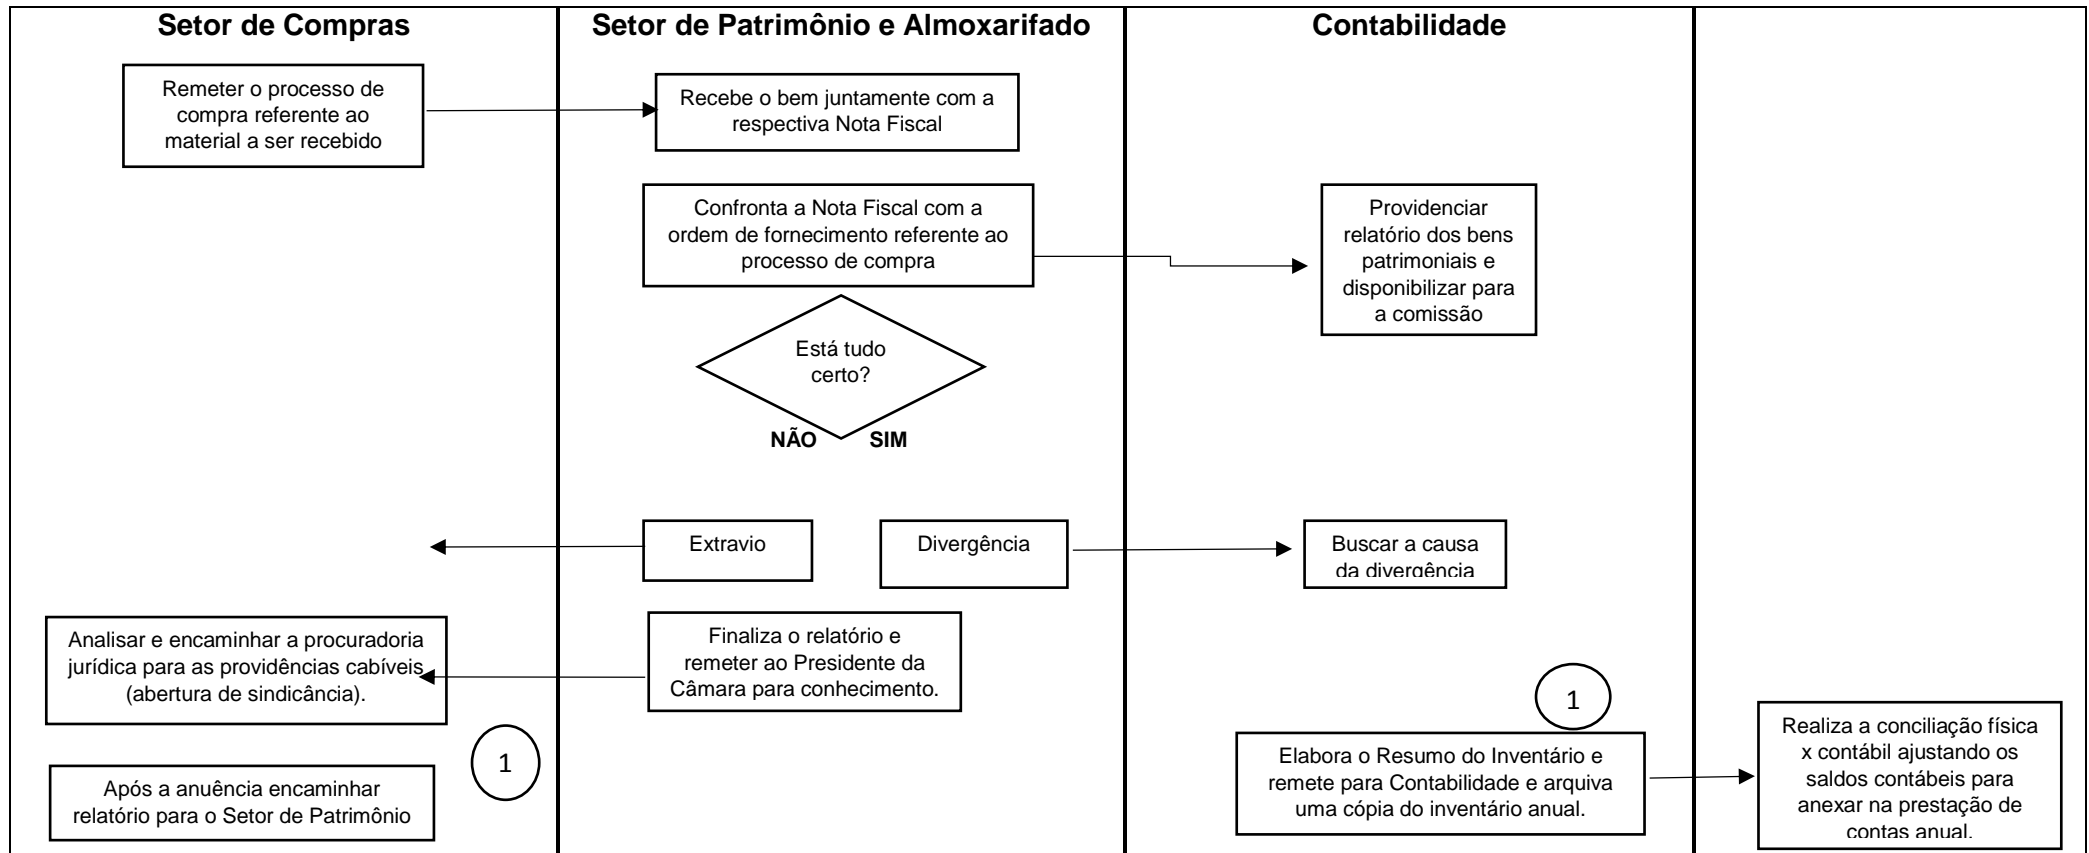 Setor de Compras
Setor de Patrimônio e Almoxarifado
Contabilidade
Remeter o processo de
compra referente ao
material a ser recebido
Recebe o bem juntamente com a
respectiva Nota Fiscal
Confronta a Nota Fiscal com a
ordem de fornecimento referente ao
processo de compra
Providenciar
relatório dos bens
patrimoniais e
disponibilizar para
a comissão
Está tudo
certo?
NÃO
SIM
Extravio
Divergência
Buscar a causa
da divergência
Analisar e encaminhar a procuradoria
jurídica para as providências cabíveis
(abertura de sindicância).
Finaliza o relatório e
remeter ao Presidente da
Câmara para conhecimento.
1
1
Após a anuência encaminhar
relatório para o Setor de Patrimônio
Elabora o Resumo do Inventário e
remete para Contabilidade e arquiva
uma cópia do inventário anual.
Realiza a conciliação física
x contábil ajustando os
saldos contábeis para
anexar na prestação de
contas anual.